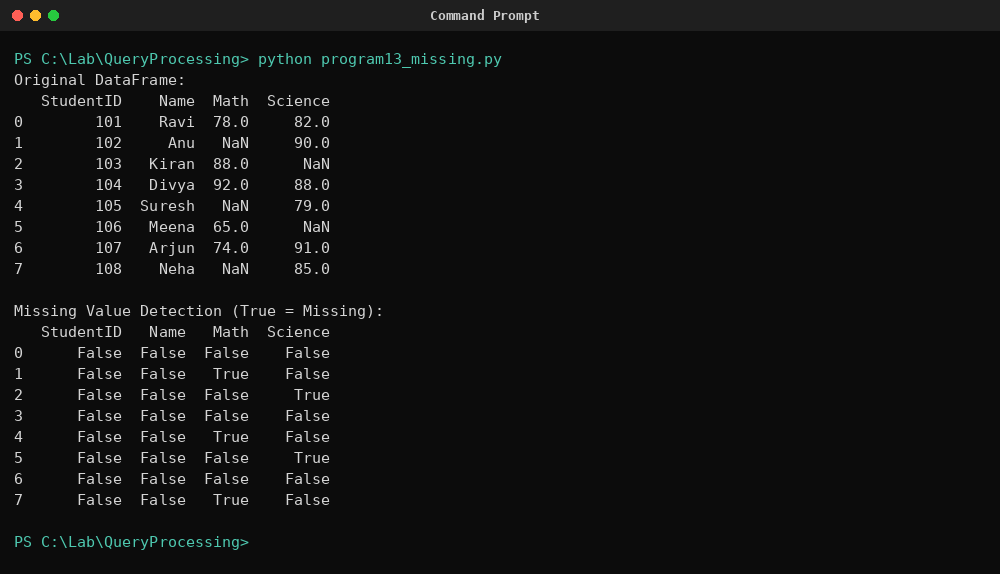 Command Prompt
PS C:\Lab\QueryProcessing> python program13_missing.py
Original DataFrame:
   StudentID    Name  Math  Science
0        101    Ravi  78.0     82.0
1        102     Anu   NaN     90.0
2        103   Kiran  88.0      NaN
3        104   Divya  92.0     88.0
4        105  Suresh   NaN     79.0
5        106   Meena  65.0      NaN
6        107   Arjun  74.0     91.0
7        108    Neha   NaN     85.0

Missing Value Detection (True = Missing):
   StudentID   Name   Math  Science
0      False  False  False    False
1      False  False   True    False
2      False  False  False     True
3      False  False  False    False
4      False  False   True    False
5      False  False  False     True
6      False  False  False    False
7      False  False   True    False

PS C:\Lab\QueryProcessing>